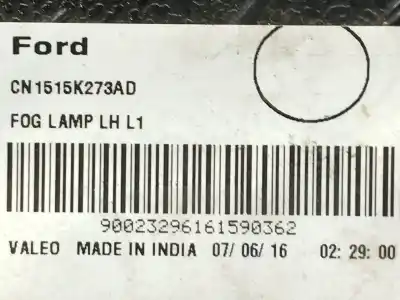 Ford
CN1515K273AD
FOG LAMP LH L1
90023296161590362
VALEO MADE IN INDIA 07/ 06/ 16 02: 29: 00